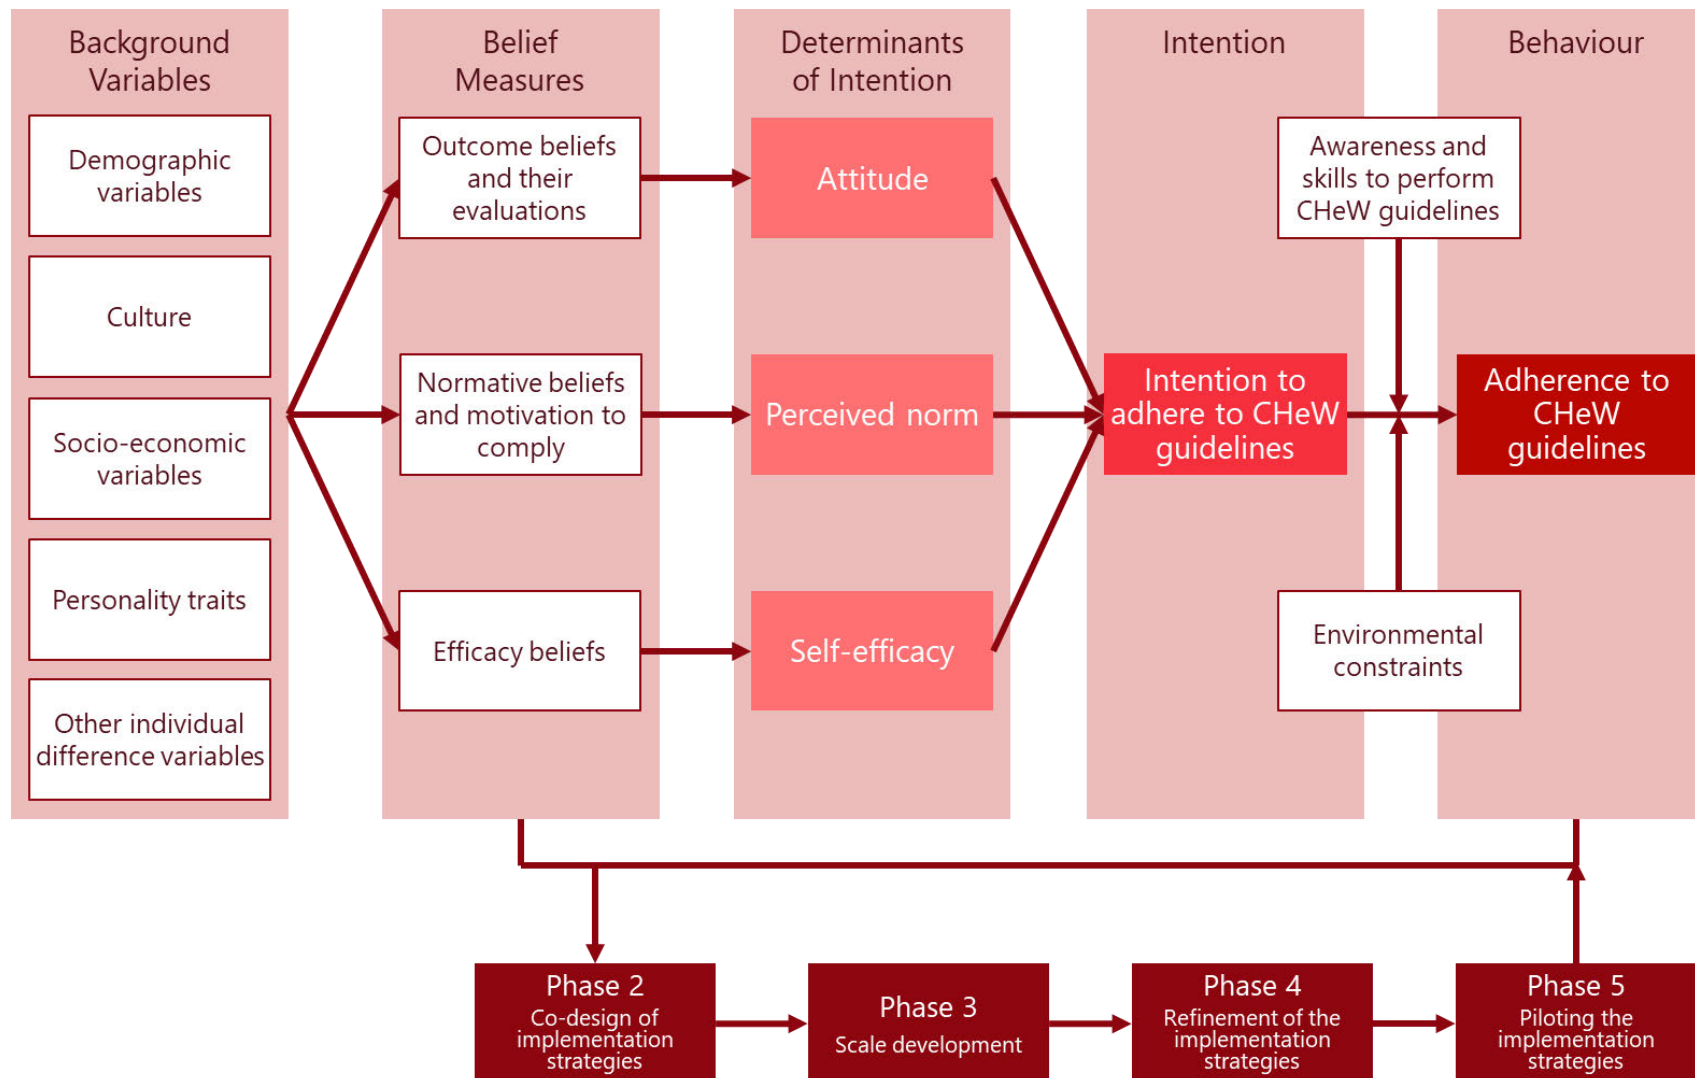 Background
Variables
Demographic
variables
Culture
Socio-economic
variables
Personality traits
Other individual
difference variables
Belief
Measures
Outcome beliefs
and their
evaluations
Normative beliefs
and motivation to
comply
Efficacy beliefs
Determinants
of Intention
Attitude
Perceived norm
Self-efficacy
Intention
Intention to
adhere to CHeW
guidelines
Awareness and
skills to perform
CHeW guidelines
Environmental
constraints
Behaviour
Adherence to
CHeW
guidelines
Phase 2
Co-design of
implementation
strategies
Phase 3
Scale development
Phase 4
Refinement of the
implementation
strategies
Phase 5
Piloting the
implementation
strategies